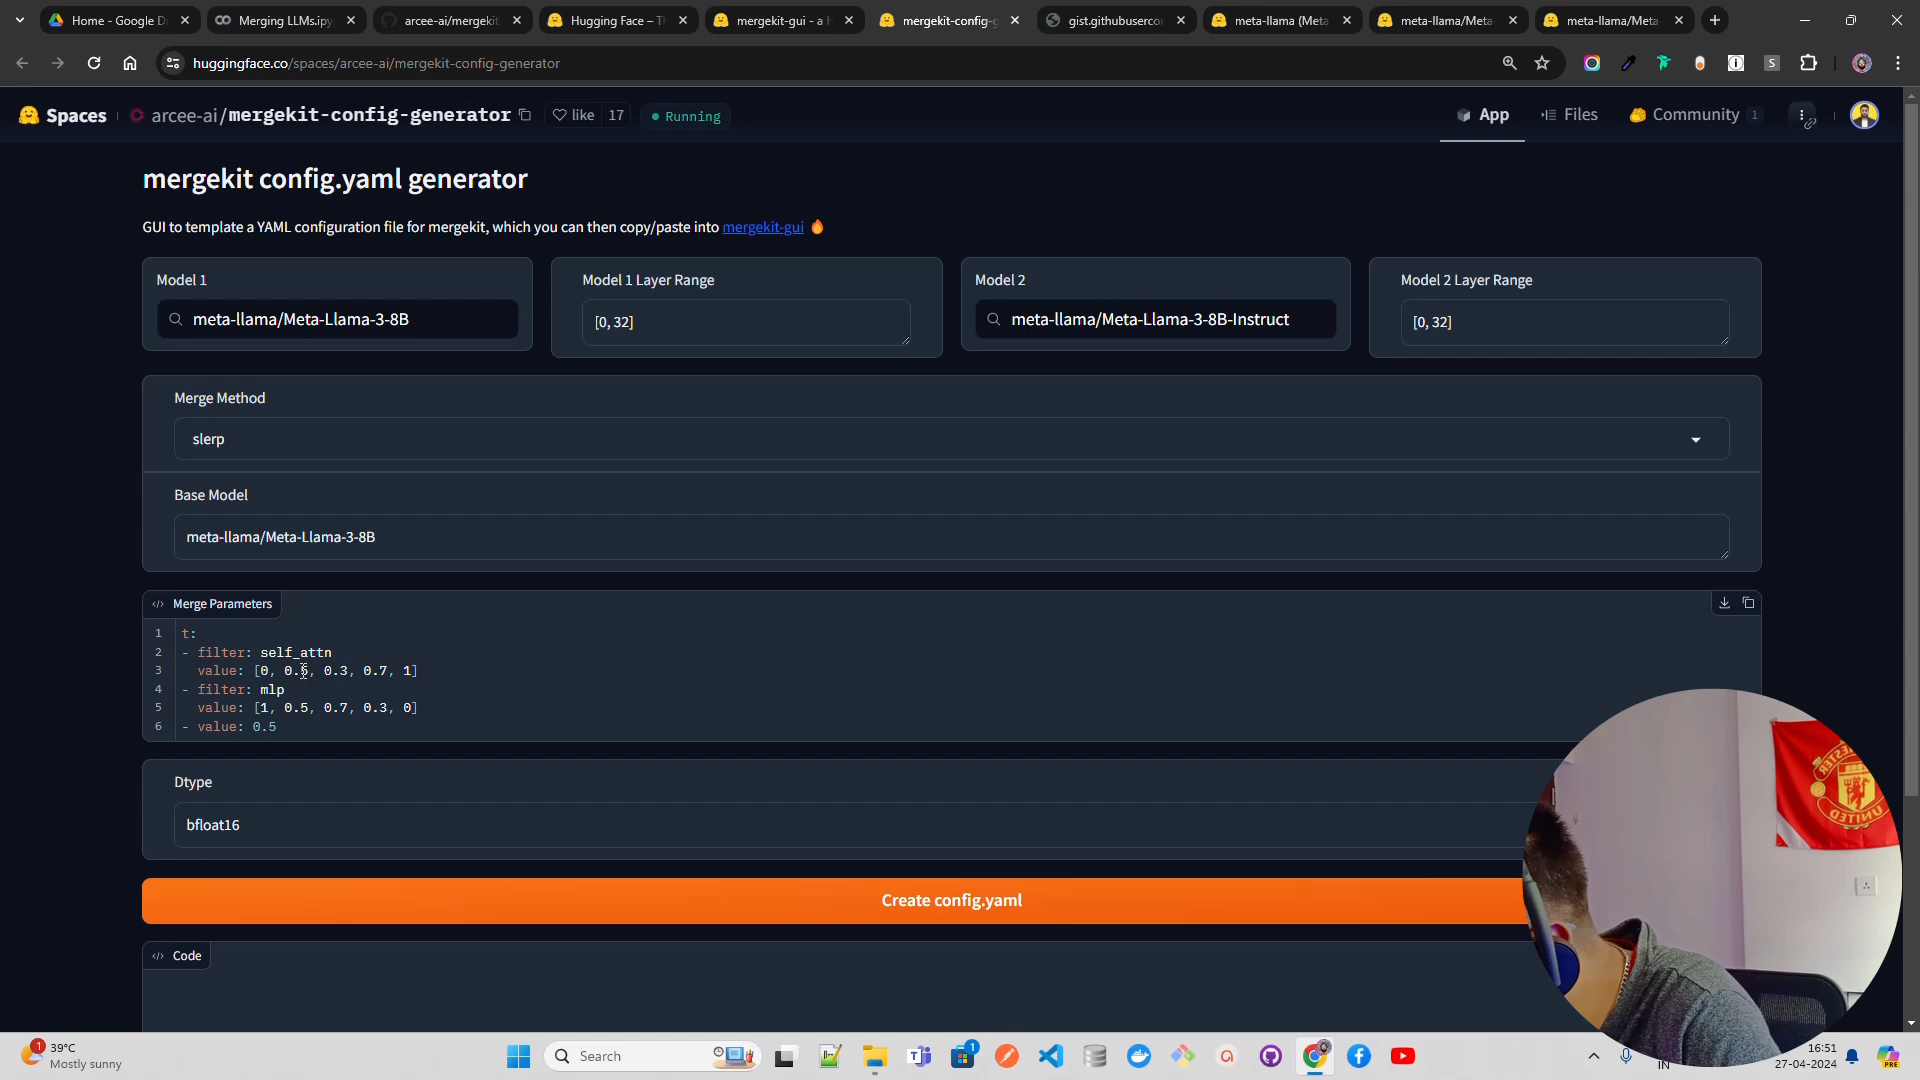 Home - Google D
Merging LLMs.ipy
arcee-ai/mergekit
Hugging Face – Th
mergekit-gui - a H
mergekit-config-g
gist.githubuserco
meta-llama (Meta
meta-llama/Meta-
meta-llama/Meta-
huggingface.co/spaces/arcee-ai/mergekit-config-generator
Spaces
arcee-ai/mergekit-config-generator
like 17
Running
App
Files
Community 1
mergekit config.yaml generator
GUI to template a YAML configuration file for mergekit, which you can then copy/paste into mergekit-gui 🔥
Model 1
meta-llama/Meta-Llama-3-8B
Model 1 Layer Range
[0, 32]
Model 2
meta-llama/Meta-Llama-3-8B-Instruct
Model 2 Layer Range
[0, 32]
Merge Method
slerp
Base Model
meta-llama/Meta-Llama-3-8B
Merge Parameters
1 t:
2 - filter: self_attn
3 value: [0, 0.5, 0.3, 0.7, 1]
4 - filter: mlp
5 value: [1, 0.5, 0.7, 0.3, 0]
6 - value: 0.5
Dtype
bfloat16
Create config.yaml
Code
1
39°C
Mostly sunny
Search
1
16:51
27-04-2024
IN
PRE
UNITED